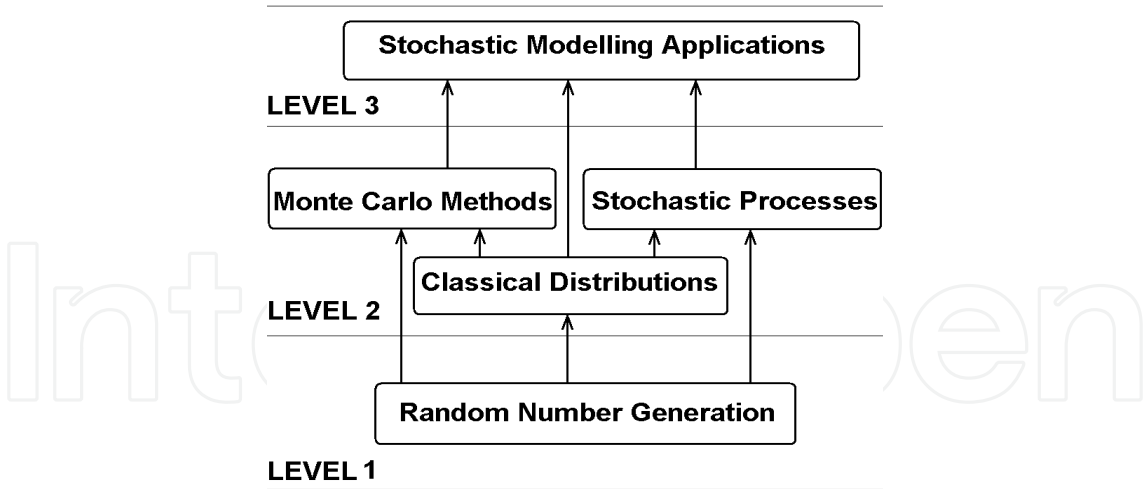 Stochastic Modelling Applications
LEVEL 3
Monte Carlo Methods
Stochastic Processes
Classical Distributions
LEVEL 2
Random Number Generation
LEVEL 1